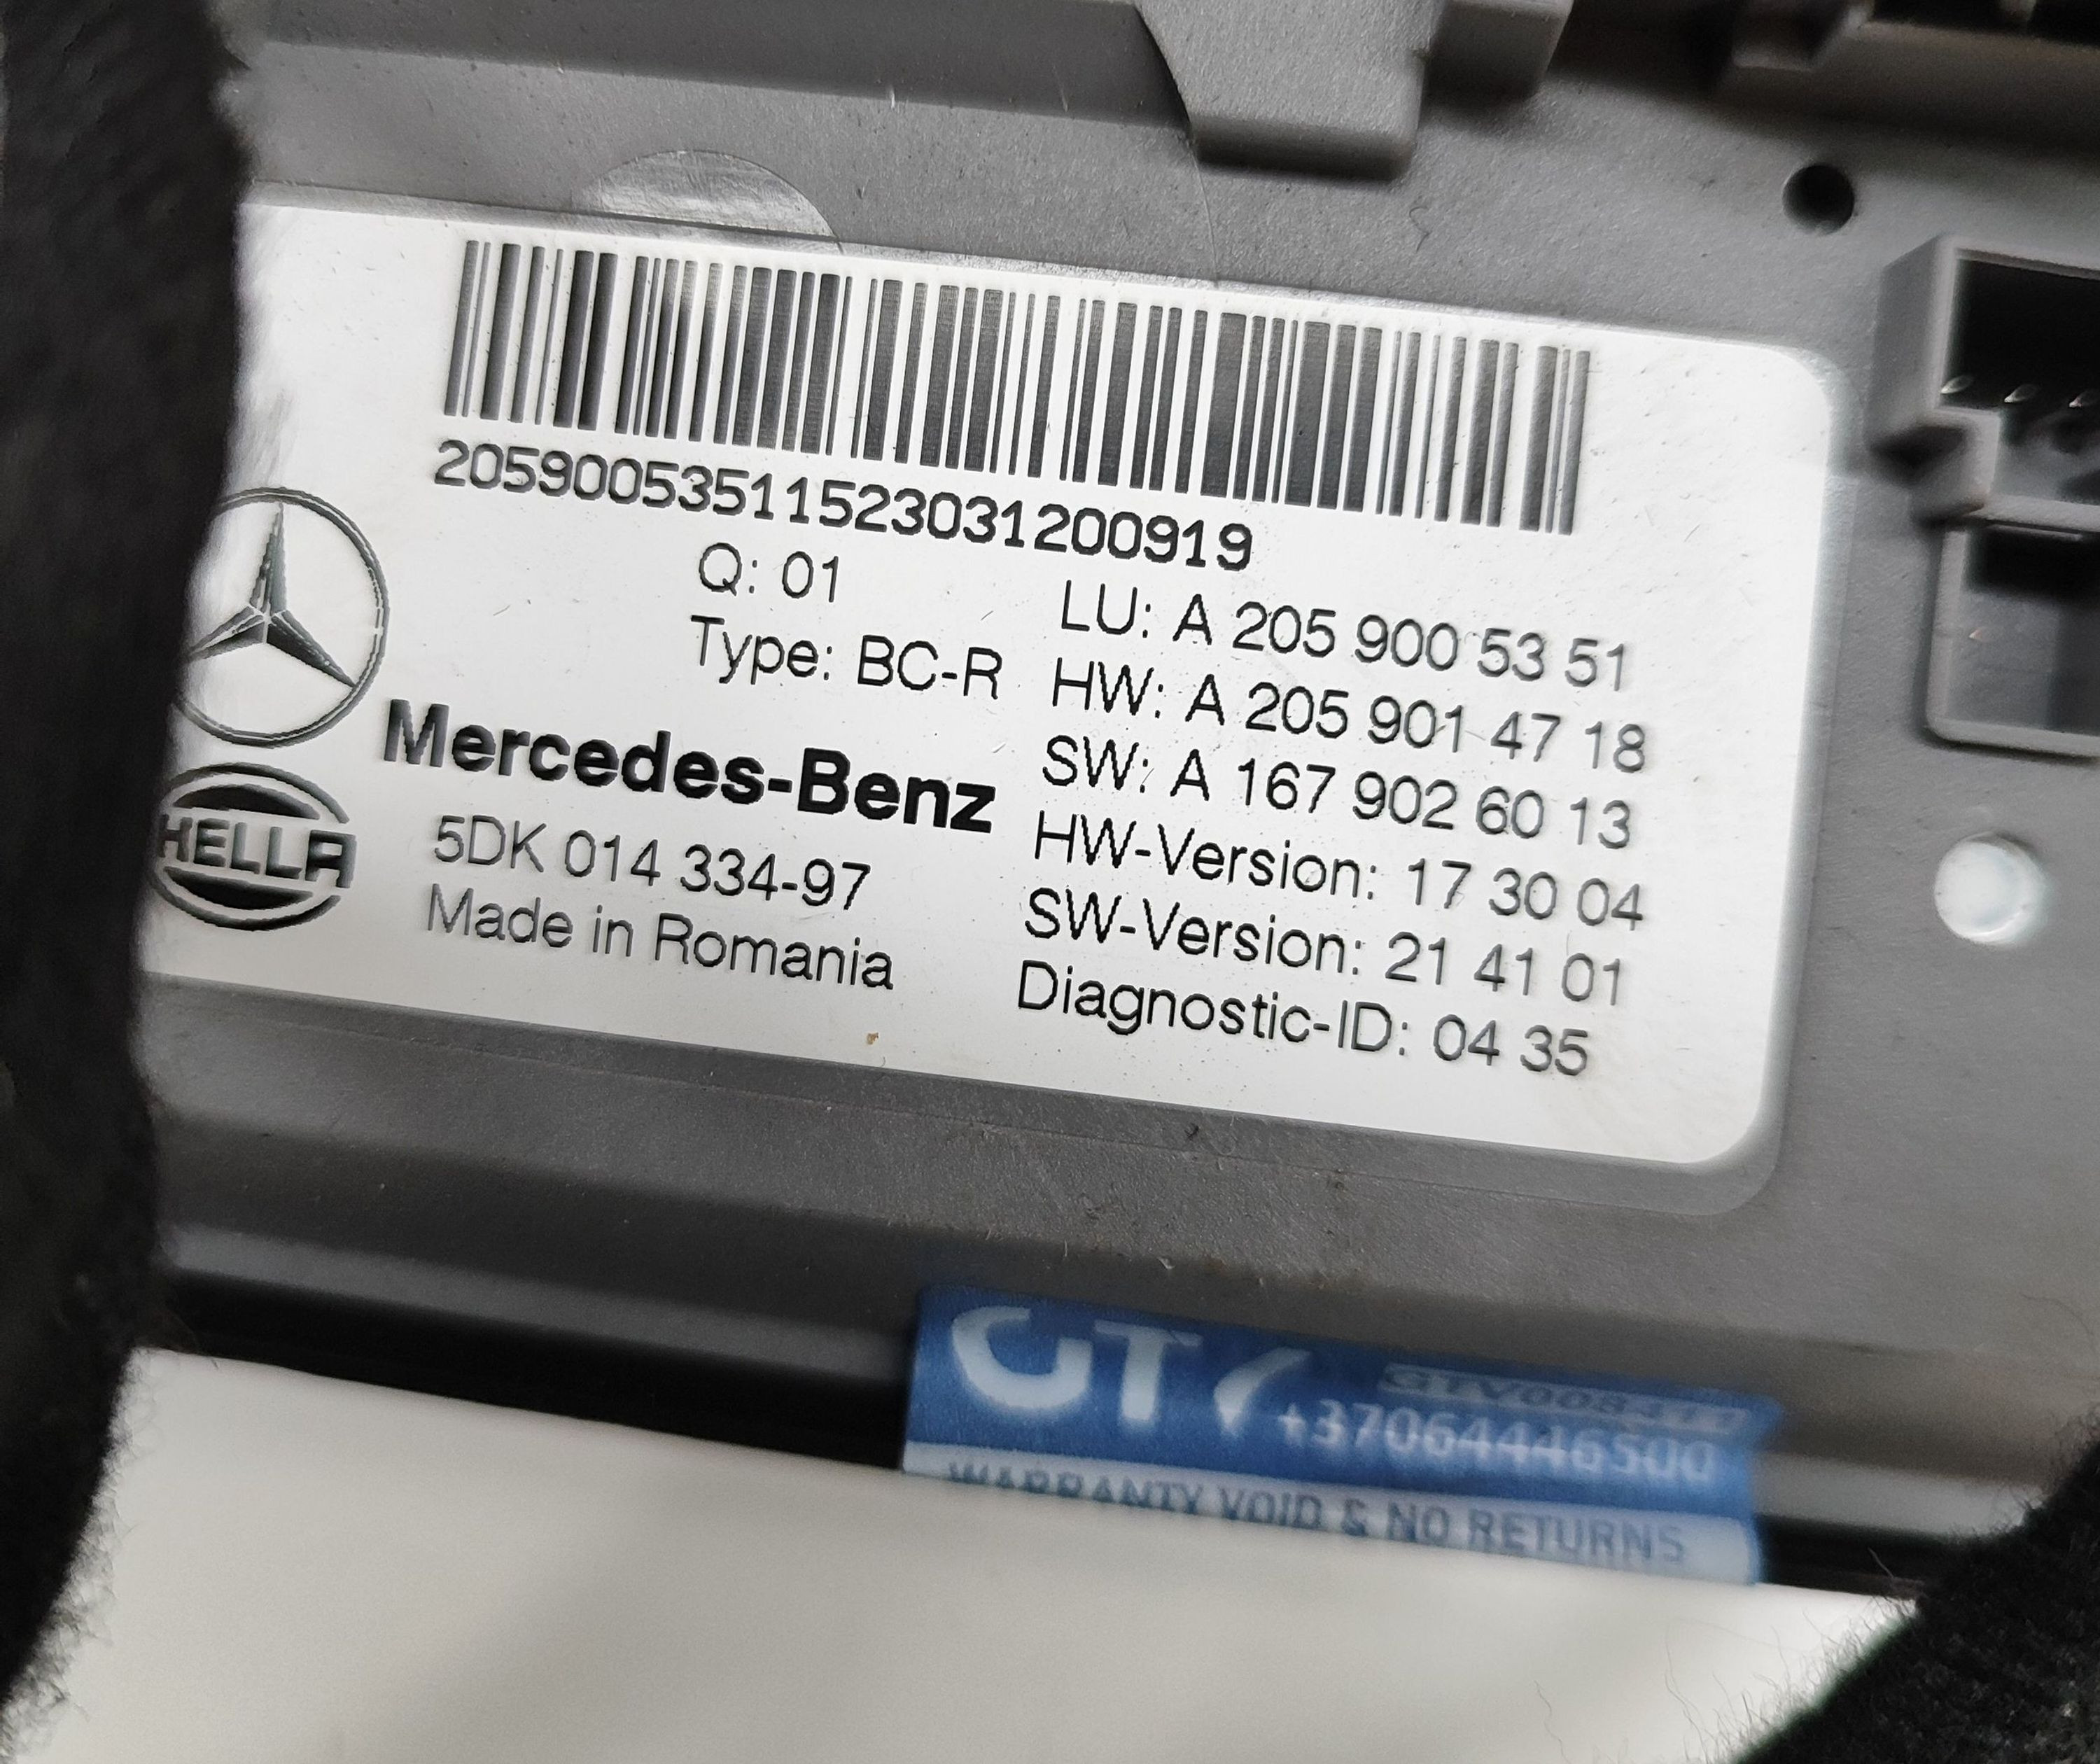 205900535115230312​00919
Q: 01
Type: BC-R
LU: A 205 900 53 51
HW: A 205 901 47 18
SW: A 167 902 60 13
HW-Version: 17 30 04
SW-Version: 21 41 01
Diagnostic-ID: 04 35
Mercedes-Benz
HELLA
5DK 014 334-97
Made in Romania
+37064446500
WARRANTY VOID & NO RETURNS